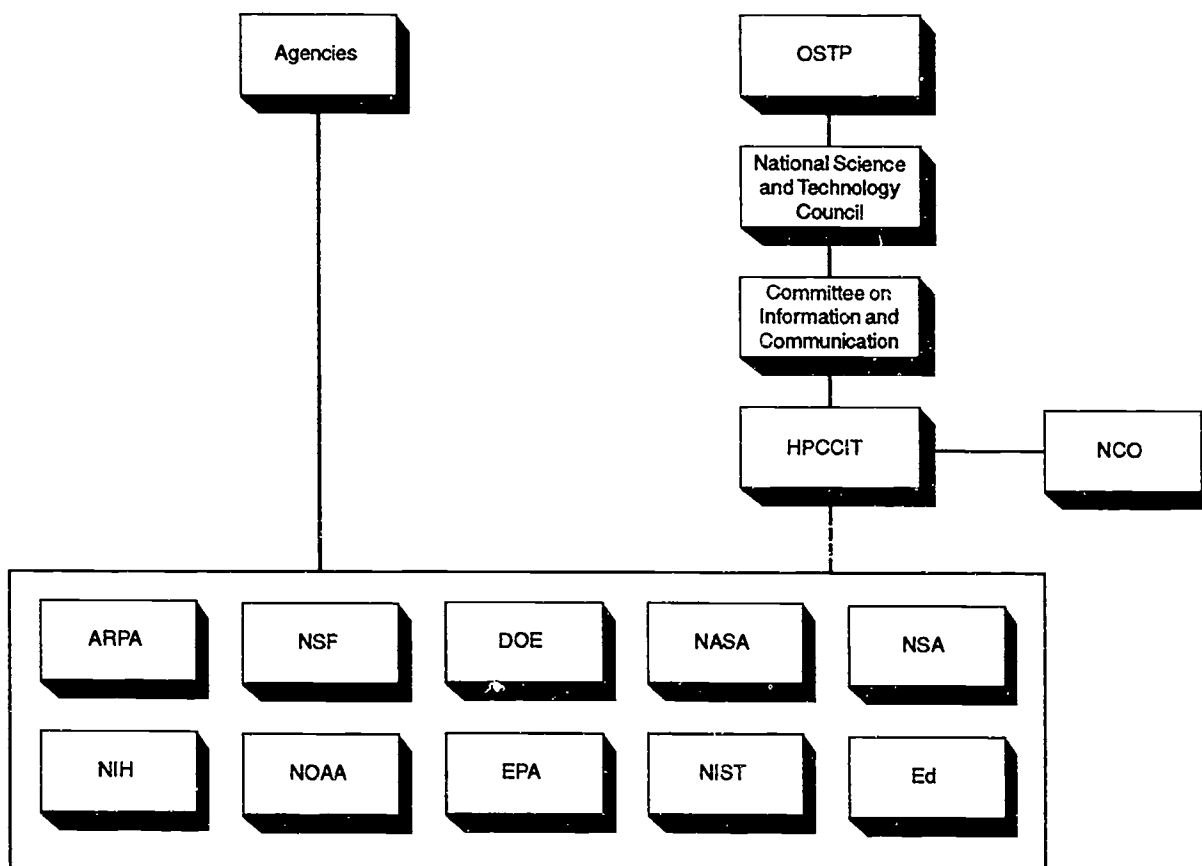 Agencies
OSTP
National Science
and Technology
Council
Committee on
Information and
Communication
HPCCIT
NCO
ARPA
NSF
DOE
NASA
NSA
NIH
NOAA
EPA
NIST
Ed